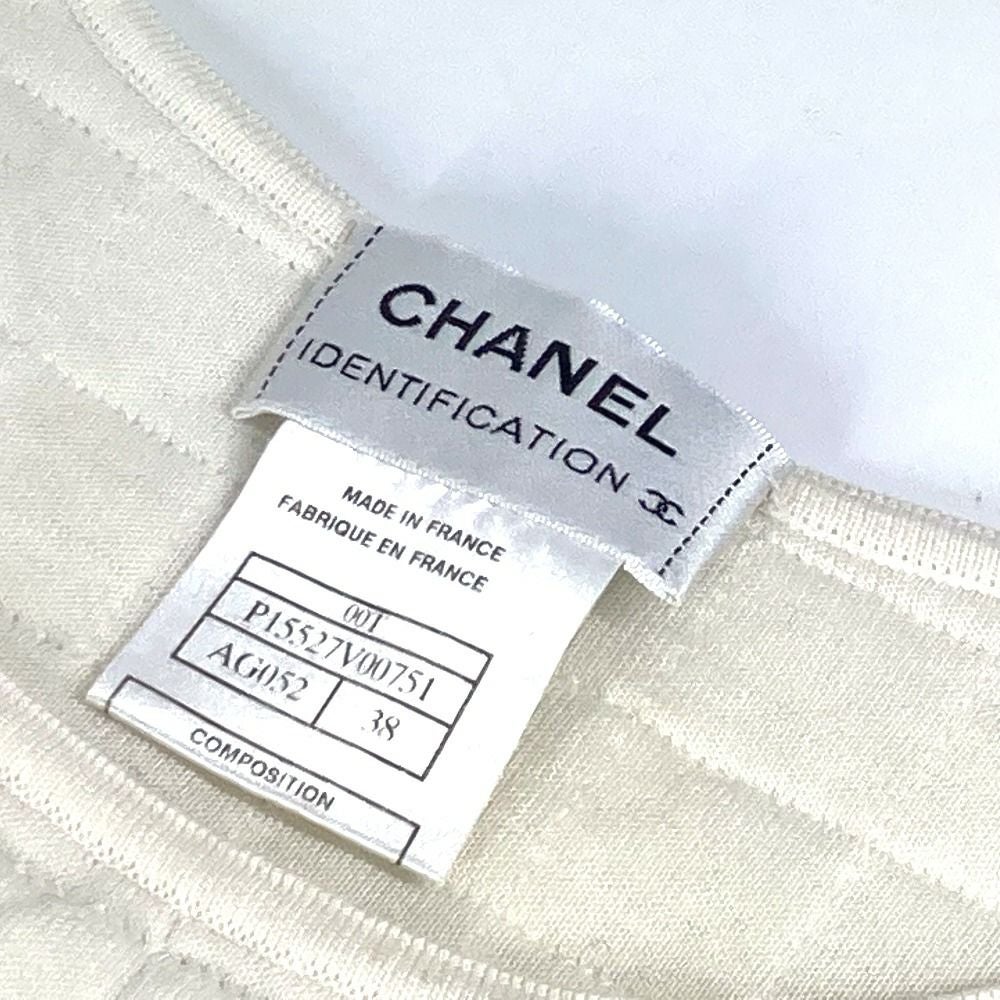 CHANEL
IDENTIFICATION
MADE IN FRANCE
FABRIQUE EN FRANCE
00T
P15527V00751
AG052 38
COMPOSITION